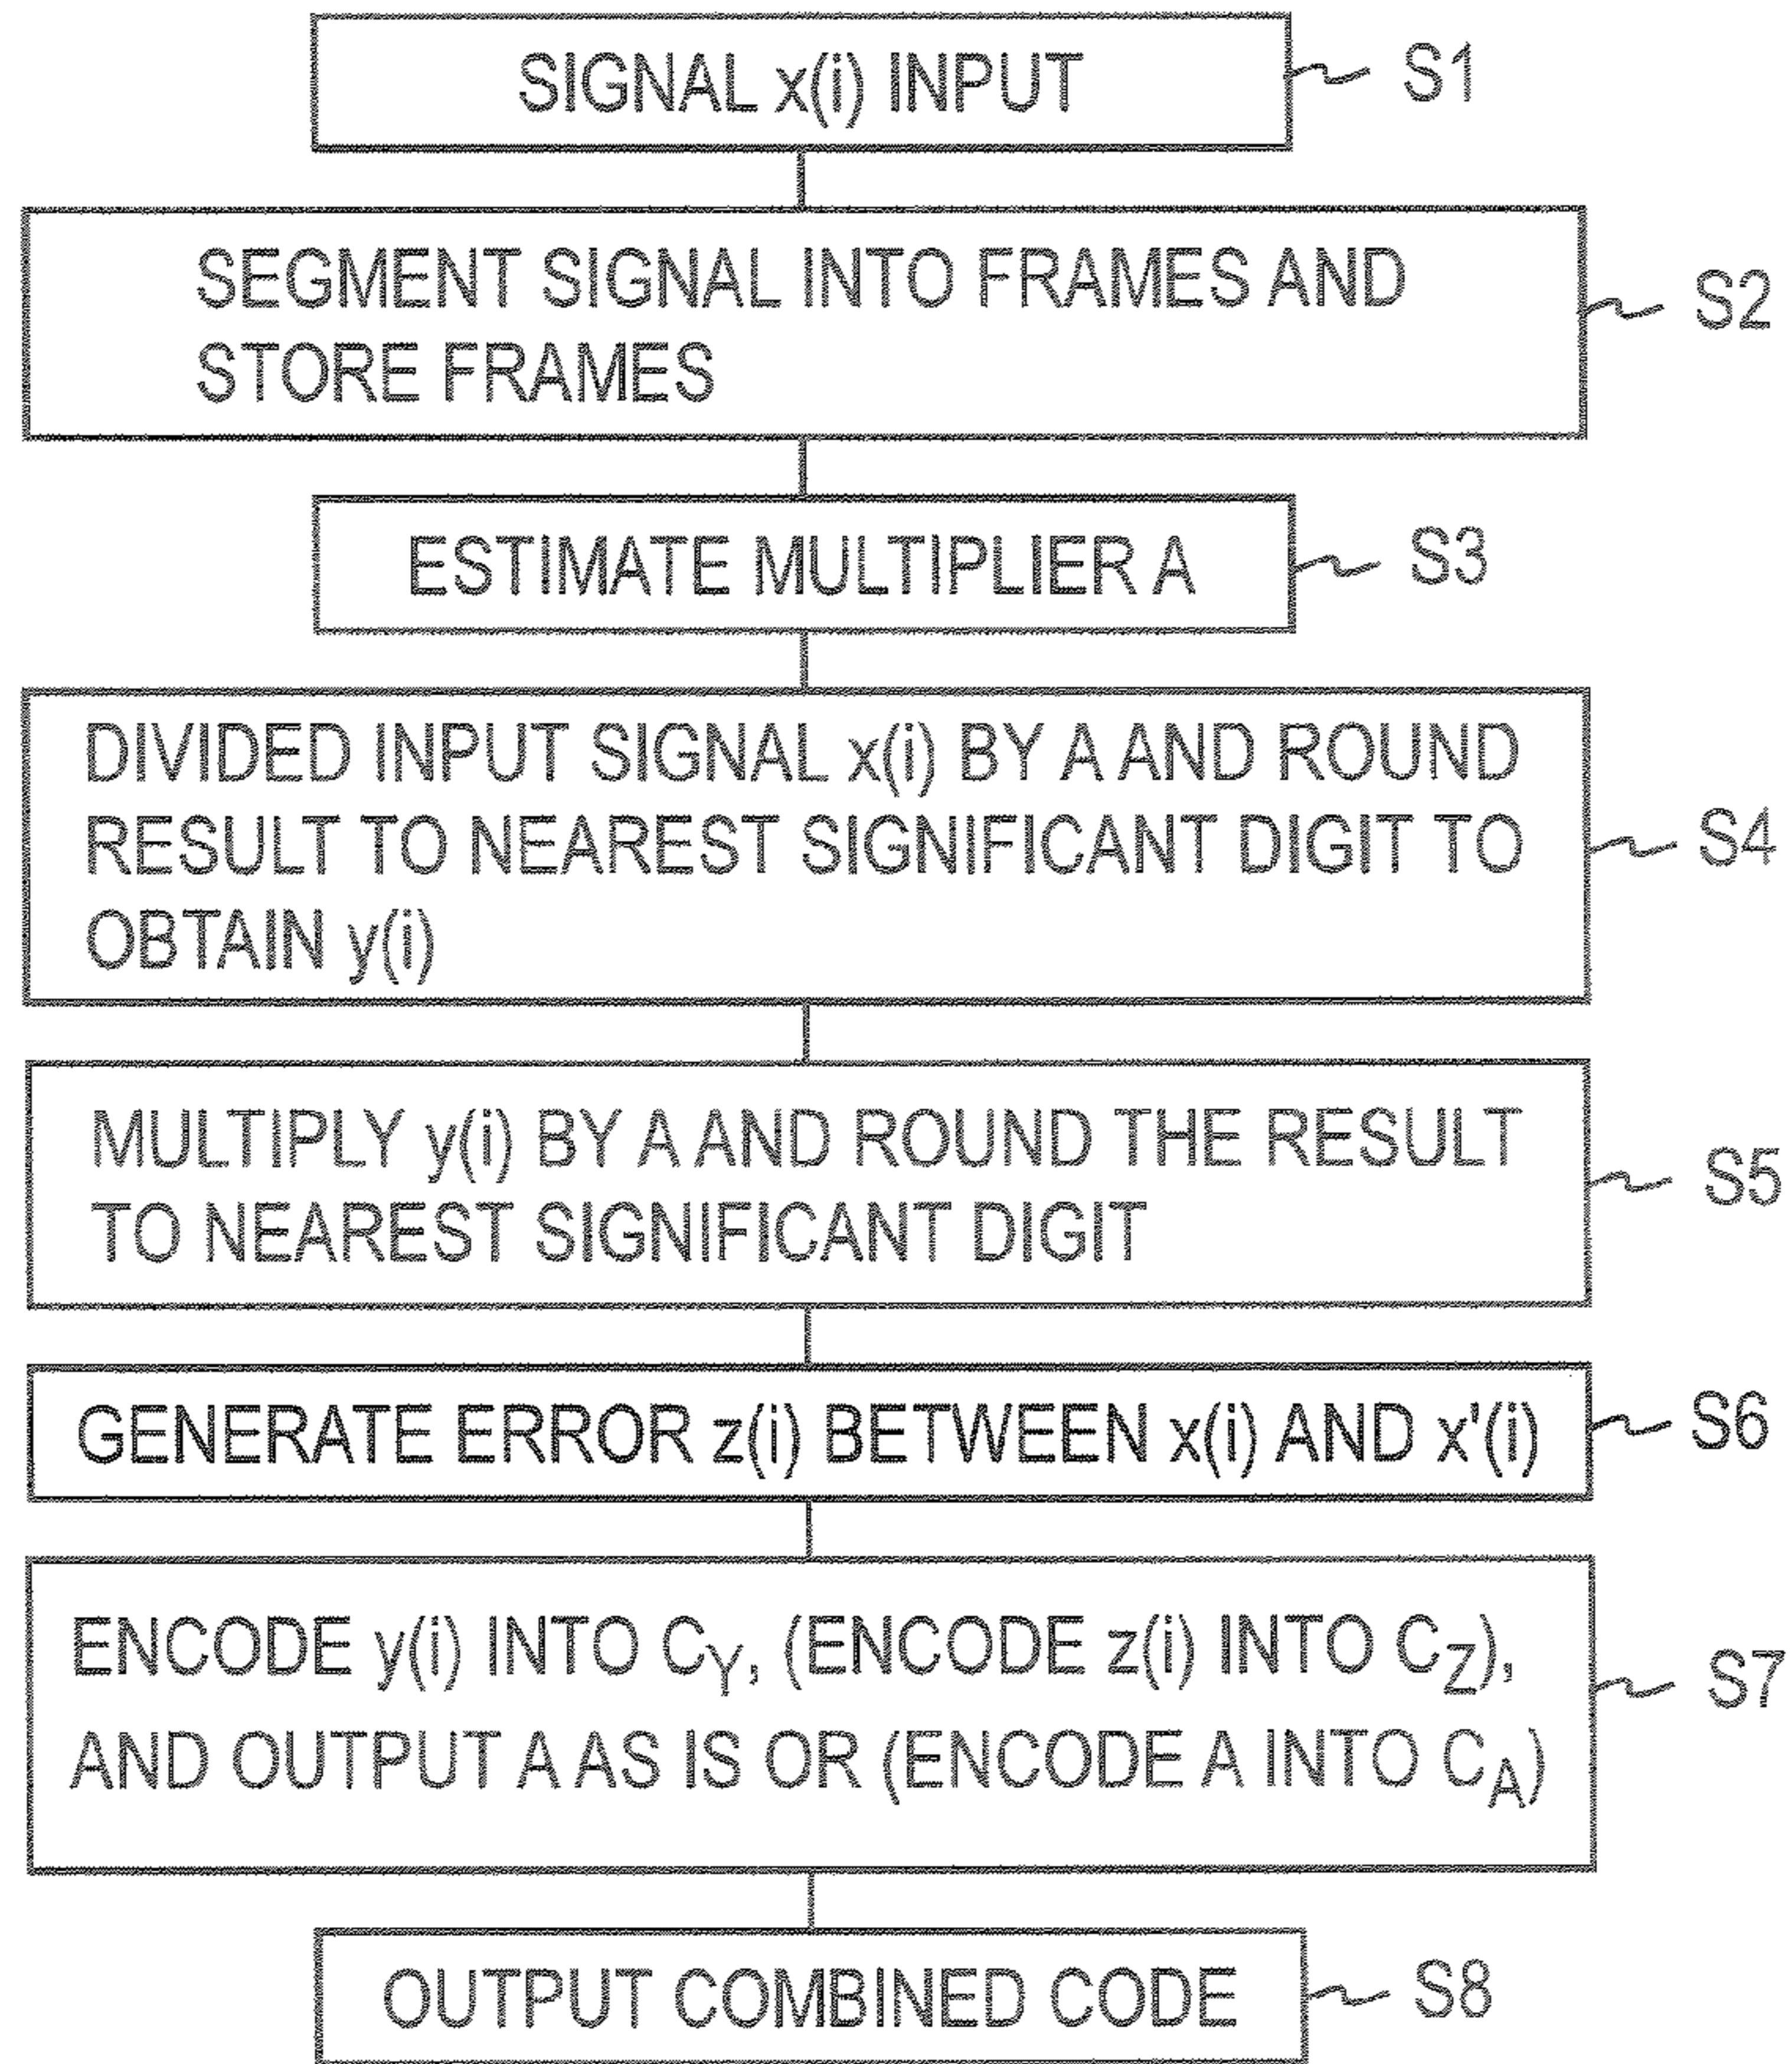 SIGNAL x(i) INPUT
S1
SEGMENT SIGNAL INTO FRAMES AND
STORE FRAMES
S2
ESTIMATE MULTIPLIER A
S3
DIVIDED INPUT SIGNAL x(i) BY A AND ROUND
RESULT TO NEAREST SIGNIFICANT DIGIT TO
OBTAIN y(i)
S4
MULTIPLY y(i) BY A AND ROUND THE RESULT
TO NEAREST SIGNIFICANT DIGIT
S5
GENERATE ERROR z(i) BETWEEN x(i) AND x'(i)
S6
ENCODE y(i) INTO CY, (ENCODE z(i) INTO CZ),
AND OUTPUT A AS IS OR (ENCODE A INTO CA)
S7
OUTPUT COMBINED CODE
S8